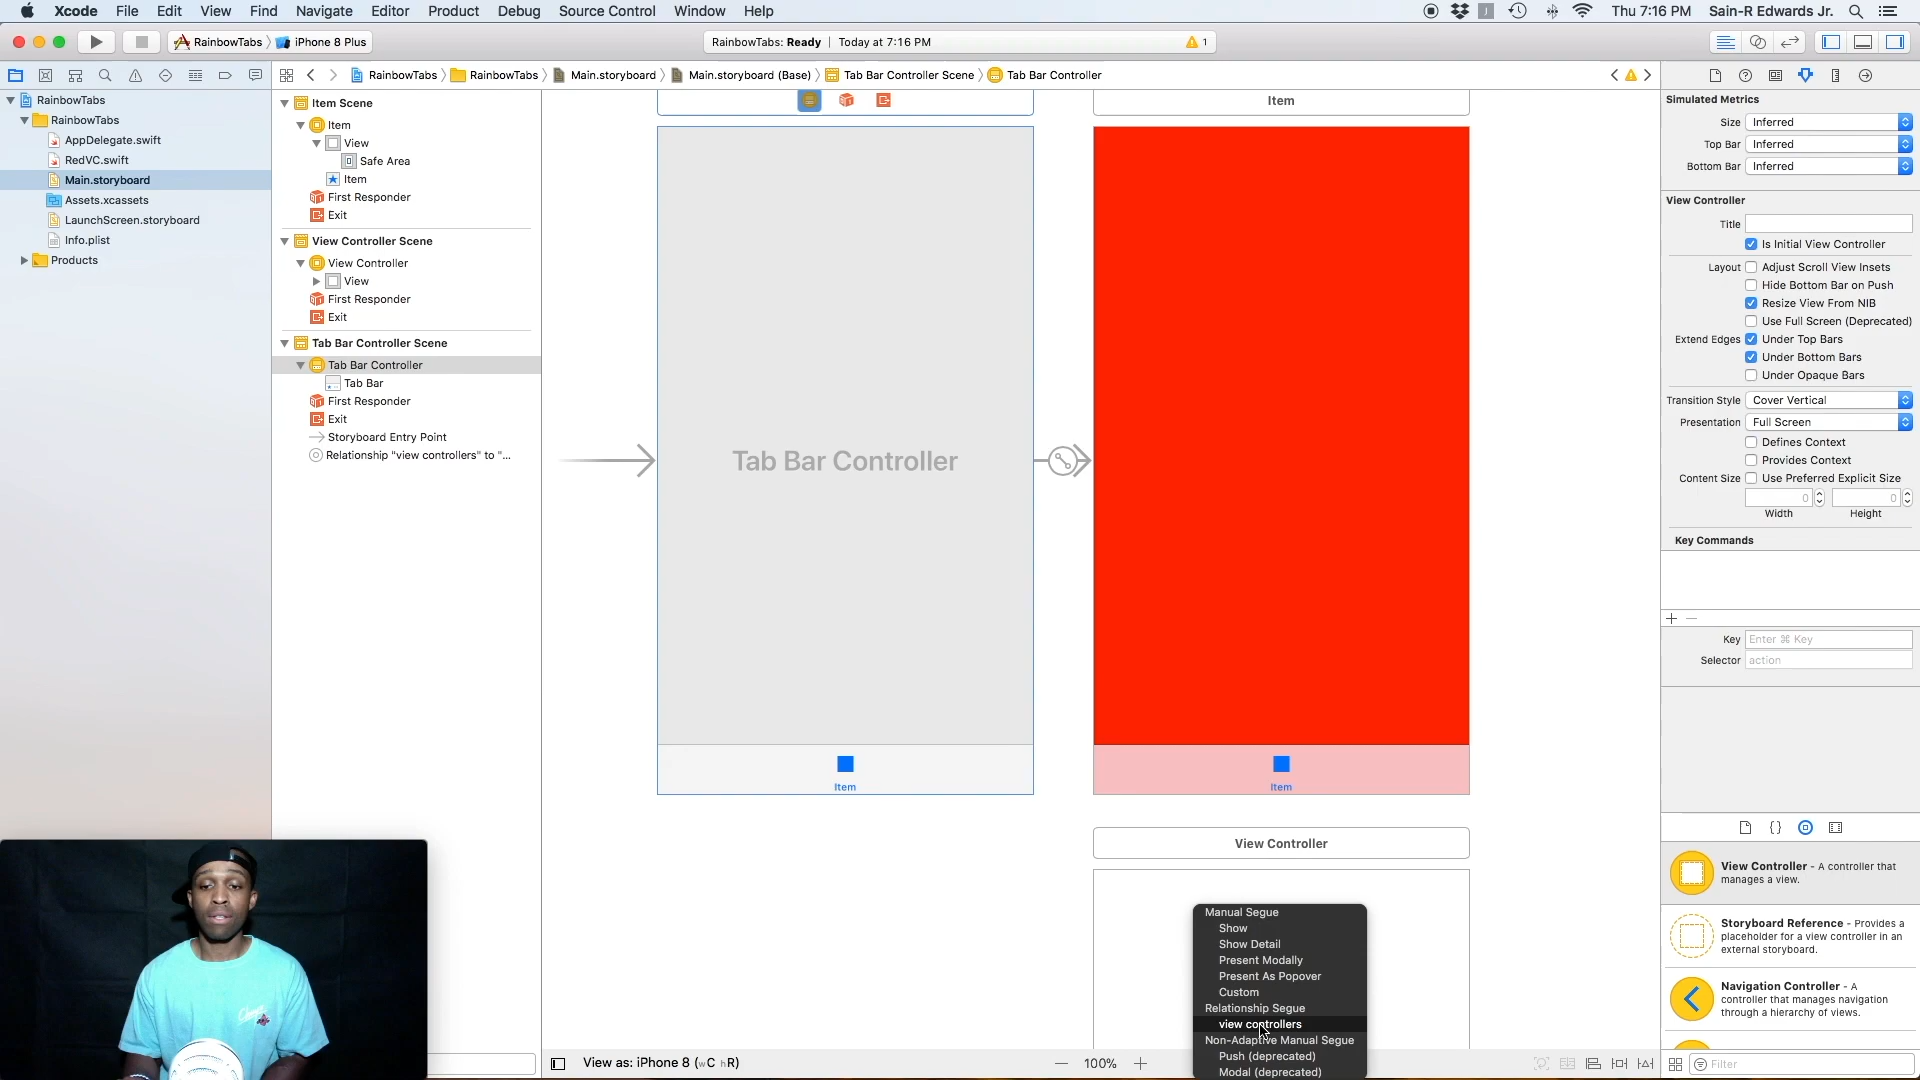 Xcode File Edit View Find Navigate Editor Product Debug Source Control Window Help Thu 7:16 PM Sain-R Edwards Jr.
RainbowTabs iPhone 8 Plus RainbowTabs: Ready | Today at 7:16 PM 1
RainbowTabs RainbowTabs Main.storyboard Main.storyboard (Base) Tab Bar Controller Scene Tab Bar Controller
RainbowTabs
RainbowTabs
AppDelegate.swift
RedVC.swift
Main.storyboard
Assets.xcassets
LaunchScreen.storyboard
Info.plist
Products
Item Scene
Item
View
Safe Area
Item
First Responder
Exit
View Controller Scene
View Controller
View
First Responder
Exit
Tab Bar Controller Scene
Tab Bar Controller
Tab Bar
First Responder
Exit
Storyboard Entry Point
Relationship "view controllers" to "...
Item
Tab Bar Controller
Item
Item
View Controller
Manual Segue
Show
Show Detail
Present Modally
Present As Popover
Custom
Relationship Segue
view controllers
Non-Adaptive Manual Segue
Push (deprecated)
Modal (deprecated)
View as: iPhone 8 (wC hR)
100%
Simulated Metrics
Size Inferred
Top Bar Inferred
Bottom Bar Inferred
View Controller
Title
Is Initial View Controller
Layout Adjust Scroll View Insets
Hide Bottom Bar on Push
Resize View From NIB
Use Full Screen (Deprecated)
Extend Edges Under Top Bars
Under Bottom Bars
Under Opaque Bars
Transition Style Cover Vertical
Presentation Full Screen
Defines Context
Provides Context
Content Size Use Preferred Explicit Size
0 0
Width Height
Key Commands
Key Enter ⌘ Key
Selector action
View Controller - A controller that
manages a view.
Storyboard Reference - Provides a
placeholder for a view controller in an
external storyboard.
Navigation Controller - A
controller that manages navigation
through a hierarchy of views.
Filter